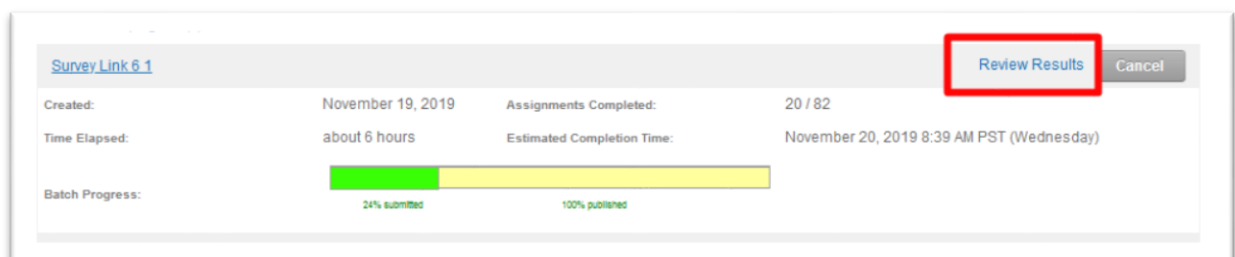 Survey Link 6 1 Review Results Cancel
Created: November 19, 2019 Assignments Completed: 20 / 82
Time Elapsed: about 6 hours Estimated Completion Time: November 20, 2019 8:39 AM PST (Wednesday)
Batch Progress:
24% submitted 100% published